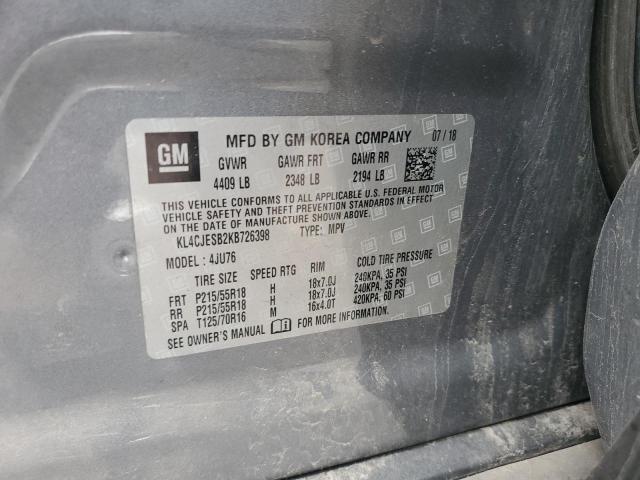 GM
MFD BY GM KOREA COMPANY 07/18
GVWR GAWR FRT GAWR RR
4409 LB 2348 LB 2194 LB
THIS VEHICLE CONFORMS TO ALL APPLICABLE U.S. FEDERAL MOTOR
VEHICLE SAFETY AND THEFT PREVENTION STANDARDS IN EFFECT
ON THE DATE OF MANUFACTURE SHOWN ABOVE.
KL4CJESB2KB726398 TYPE: MPV
MODEL: 4JU76
TIRE SIZE SPEED RTG RIM COLD TIRE PRESSURE
FRT P215/55R18 H 18x7.0J 240KPA, 35 PSI
RR P215/55R18 H 18x7.0J 240KPA, 35 PSI
SPA T125/70R16 M 16x4.0T 420KPA, 60 PSI
SEE OWNER'S MANUAL FOR MORE INFORMATION.